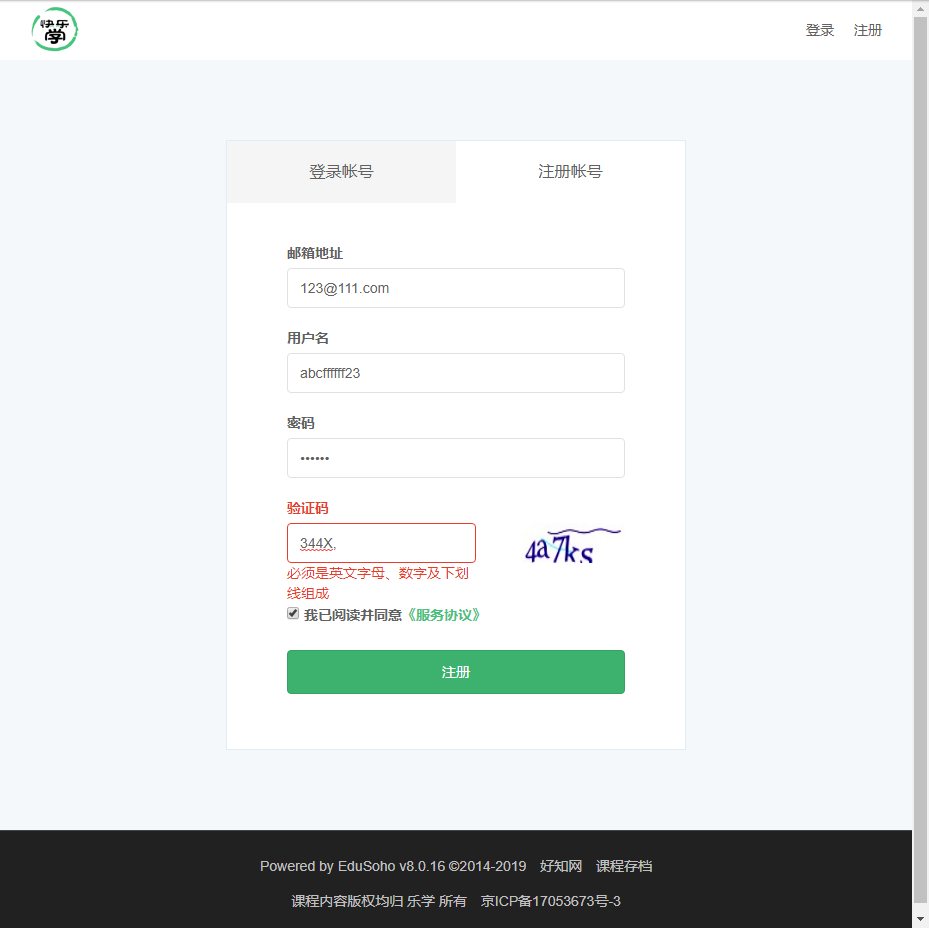 快乐
学
登录 注册
登录帐号 注册帐号
邮箱地址
123@111.com
用户名
abcffffff23
密码
••••••
验证码
344X,
4a7ks
必须是英文字母、数字及下划
线组成
我已阅读并同意《服务协议》
注册
Powered by EduSoho v8.0.16 ©2014-2019 好知网 课程存档
课程内容版权均归 乐学 所有 京ICP备17053673号-3